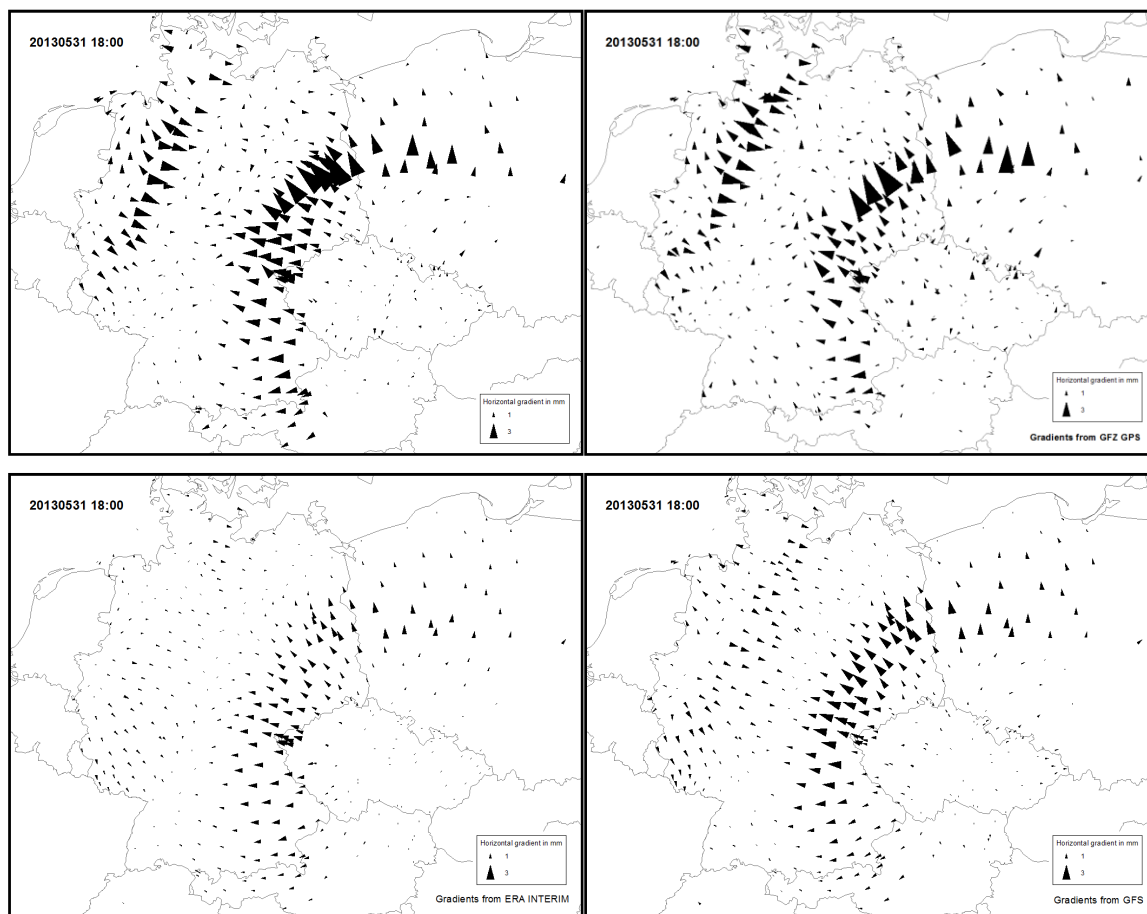 20130531 18:00
Horizontal gradient in mm
1
3
20130531 18:00
Horizontal gradient in mm
1
3
Gradients from GFZ GPS
20130531 18:00
Horizontal gradient in mm
1
3
Gradients from ERA INTERIM
20130531 18:00
Horizontal gradient in mm
1
3
Gradients from GFS